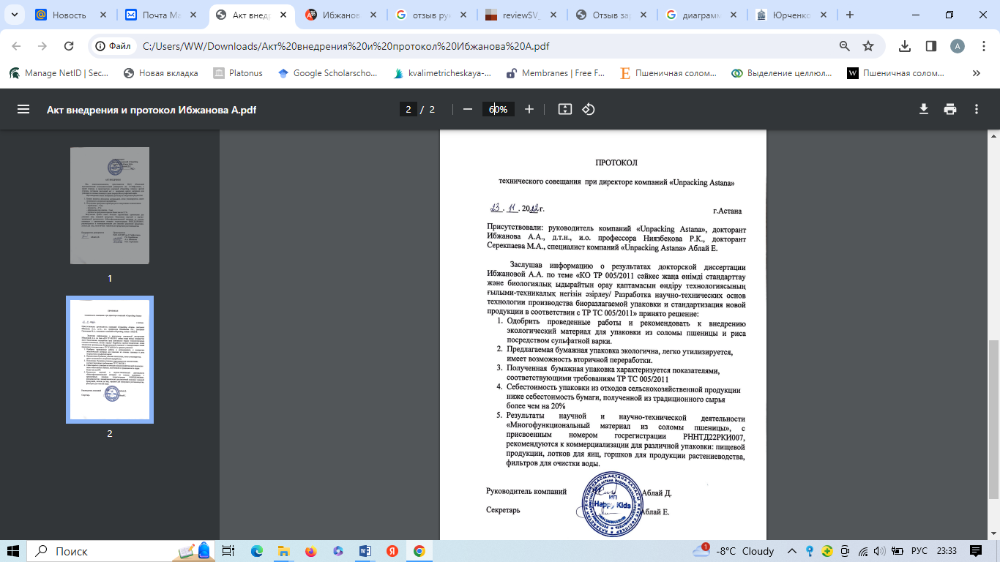 Новость
Почта Ма
Акт внедр
Ибжанов
отзыв рук
reviewSV_
Отзыв зар
диаграмм
Юрченко
Файл
C:/Users/WW/Downloads/Акт%20внедрения%20и%20протокол%20Ибжанова%20А.pdf
A
Manage NetID | Sec...
Новая вкладка
Platonus
Google Scholarscho...
kvalimetricheskaya-...
Membranes | Free F...
Пшеничная солом...
Выделение целлюл...
Пшеничная солом...
Акт внедрения и протокол Ибжанова А.pdf
2 / 2
60%
1
2
ПРОТОКОЛ
технического совещания при директоре компаний «Unpacking Astana»
23 . 11 . 2022г.
г.Астана
Присутствовали: руководитель компаний «Unpacking Astana», докторант
Ибжанова А.А., д.т.н., и.о. профессора Ниязбекова Р.К., докторант
Серекпаева М.А., специалист компаний «Unpacking Astana» Аблай Е.
Заслушав информацию о результатах докторской диссертации
Ибжановой А.А. по теме «КО ТР 005/2011 сәйкес жаңа өнімді стандарттау
және биологиялық ыдырайтын орау қаптамасын өндіру технологиясының
ғылыми-техникалық негізін әзірлеу/ Разработка научно-технических основ
технологии производства биоразлагаемой упаковки и стандартизация новой
продукции в соответствии с ТР ТС 005/2011» принято решение:
1. Одобрить проведенные работы и рекомендовать к внедрению
экологический материал для упаковки из соломы пшеницы и риса
посредством сульфатной варки.
2. Предлагаемая бумажная упаковка экологична, легко утилизируется,
имеет возможность вторичной переработки.
3. Полученная бумажная упаковка характеризуется показателями,
соответствующими требованиям ТР ТС 005/2011
4. Себестоимость упаковки из отходов сельскохозяйственной продукции
ниже себестоимость бумаги, полученной из традиционного сырья
более чем на 20%
5. Результаты научной и научно-технической деятельности
«Многофункциональный материал из соломы пшеницы», с
присвоенным номером госрегистрации РННТД22РКИ007,
рекомендуются к коммерциализации для различной упаковки: пищевой
продукции, лотков для яиц, горшков для продукции растениеводства,
фильтров для очистки воды.
Руководитель компаний
Аблай Д.
Секретарь
Аблай Е.
ИП
Happy Kids
Поиск
1
-8°C Cloudy
РУС
23:33